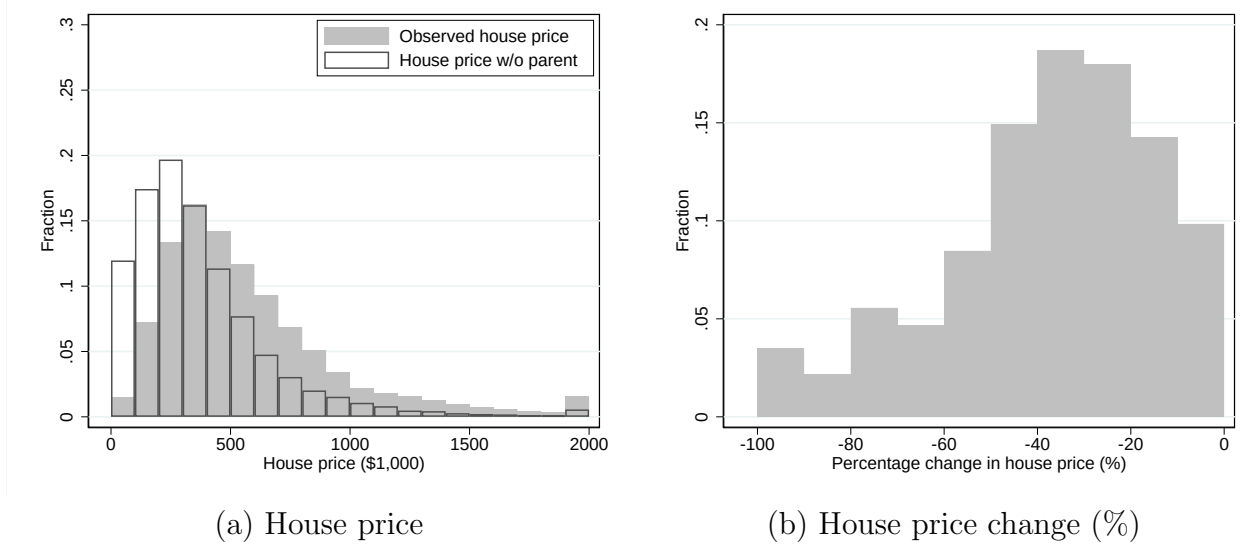 Observed house price
House price w/o parent
.3
.25
.2
.15
.1
.05
0
Fraction
0 500 1000 1500 2000
House price ($1,000)
(a) House price
.2
.15
.1
.05
0
Fraction
-100 -80 -60 -40 -20 0
Percentage change in house price (%)
(b) House price change (%)